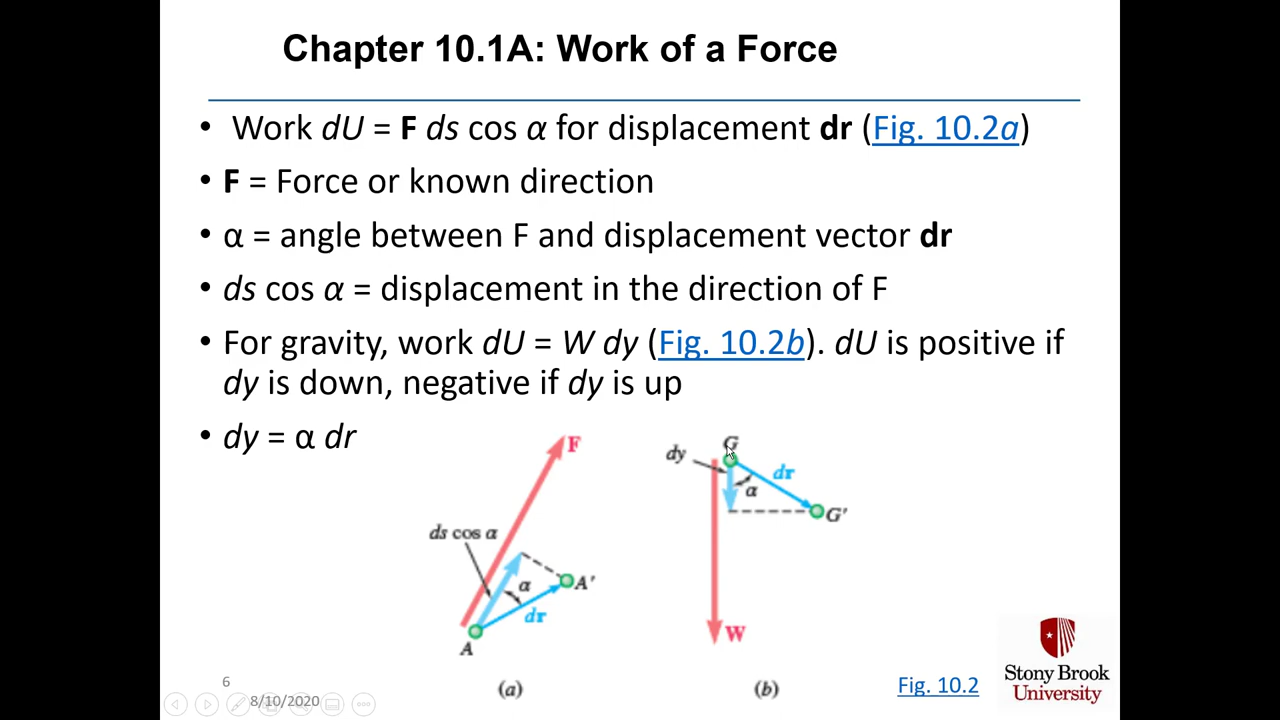 Chapter 10.1A: Work of a Force
• Work dU = F ds cos α for displacement dr (Fig. 10.2a)
• F = Force or known direction
• α = angle between F and displacement vector dr
• ds cos α = displacement in the direction of F
• For gravity, work dU = W dy (Fig. 10.2b). dU is positive if
dy is down, negative if dy is up
• dy = α dr
F
ds cos α
α
A'
dr
A
(a)
G
dy
dr
α
G'
W
(b)
Fig. 10.2
Stony Brook
University
6
8/10/2020